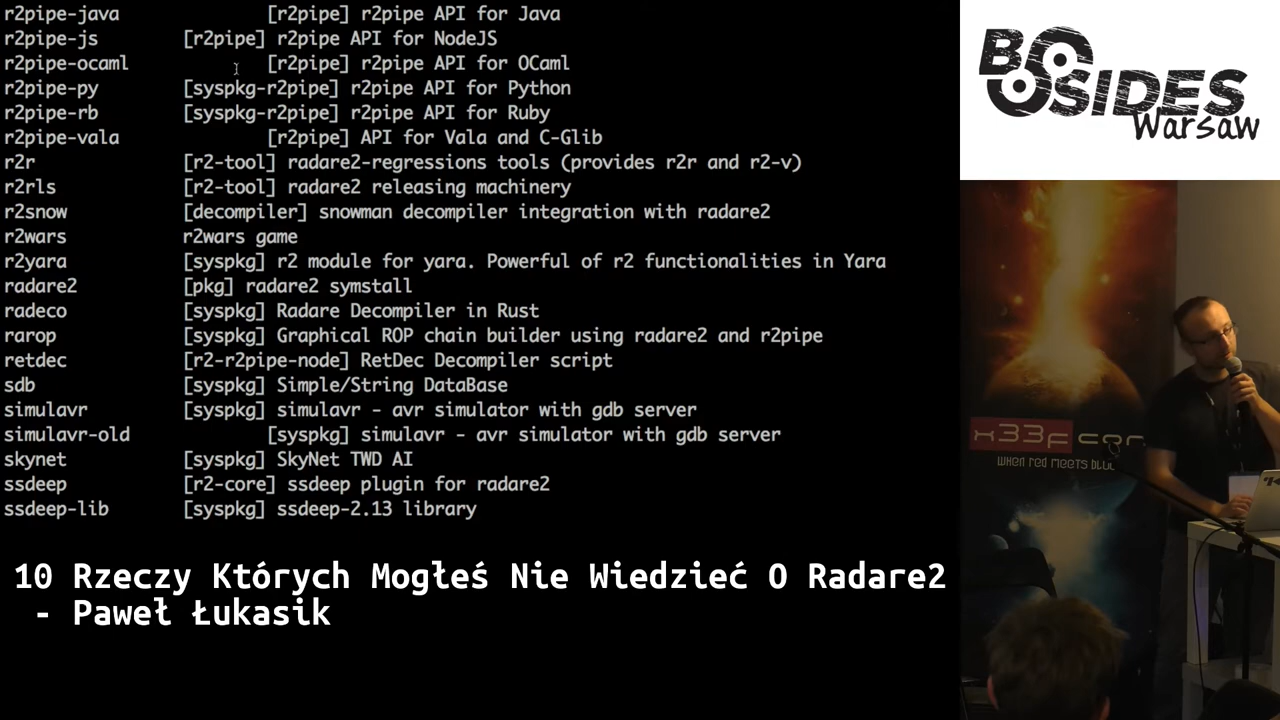 r2pipe-java [r2pipe] r2pipe API for Java
r2pipe-js [r2pipe] r2pipe API for NodeJS
r2pipe-ocaml [r2pipe] r2pipe API for OCaml
r2pipe-py [syspkg-r2pipe] r2pipe API for Python
r2pipe-rb [syspkg-r2pipe] r2pipe API for Ruby
r2pipe-vala [r2pipe] API for Vala and C-Glib
r2r [r2-tool] radare2-regressions tools (provides r2r and r2-v)
r2rls [r2-tool] radare2 releasing machinery
r2snow [decompiler] snowman decompiler integration with radare2
r2wars r2wars game
r2yara [syspkg] r2 module for yara. Powerful of r2 functionalities in Yara
radare2 [pkg] radare2 symstall
radeco [syspkg] Radare Decompiler in Rust
rarop [syspkg] Graphical ROP chain builder using radare2 and r2pipe
retdec [r2-r2pipe-node] RetDec Decompiler script
sdb [syspkg] Simple/String DataBase
simulavr [syspkg] simulavr - avr simulator with gdb server
simulavr-old [syspkg] simulavr - avr simulator with gdb server
skynet [syspkg] SkyNet TWD AI
ssdeep [r2-core] ssdeep plugin for radare2
ssdeep-lib [syspkg] ssdeep-2.13 library
10 Rzeczy Których Mogłeś Nie Wiedzieć O Radare2
- Paweł Łukasik
BSIDES
Warsaw
x33fcon
WHEN RED MEETS BLUE